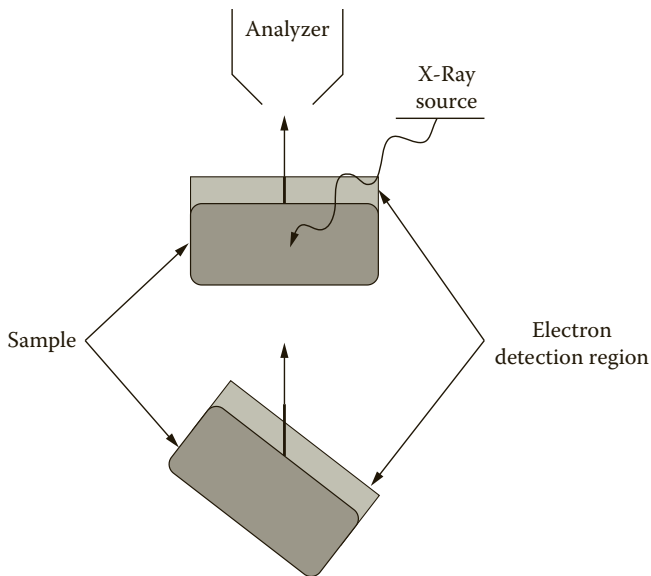 Analyzer
X-Ray
source
Sample
Electron
detection region